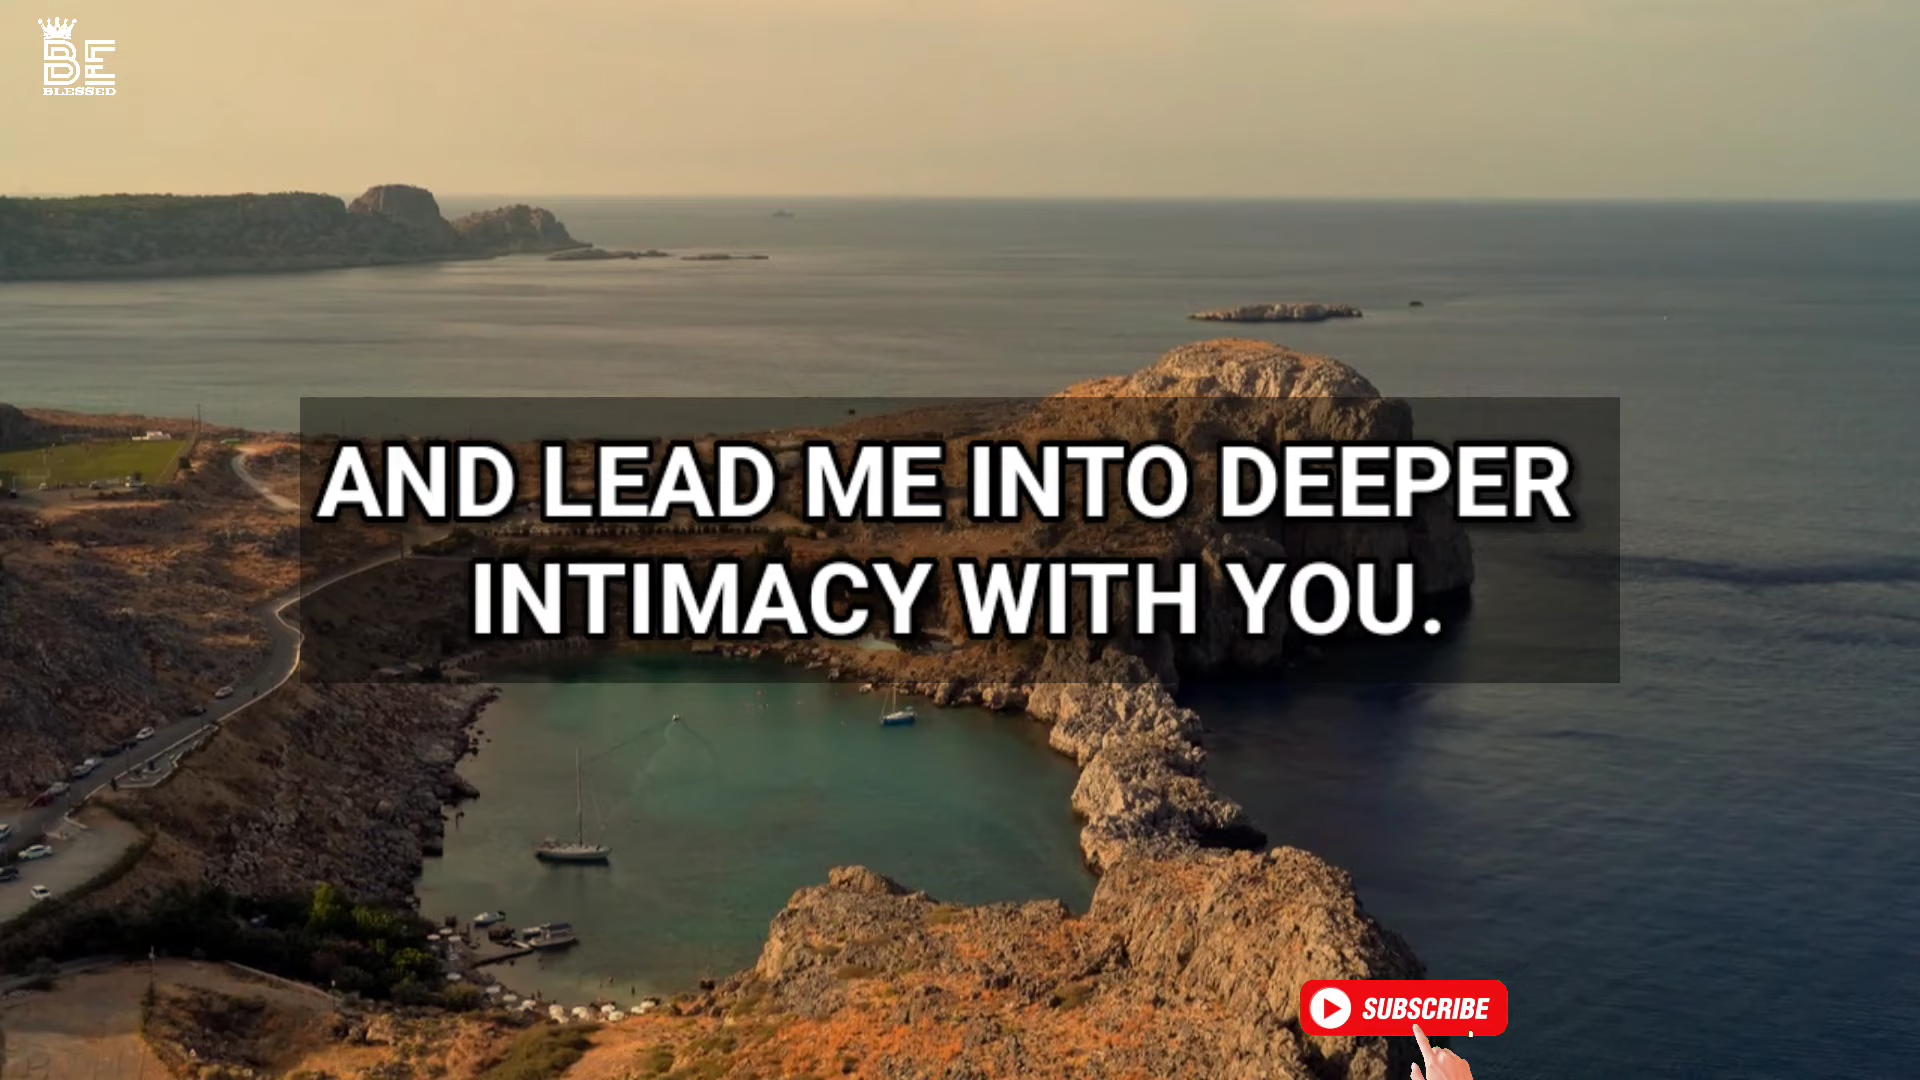 BE
BLESSED
AND LEAD ME INTO DEEPER
INTIMACY WITH YOU.
SUBSCRIBE